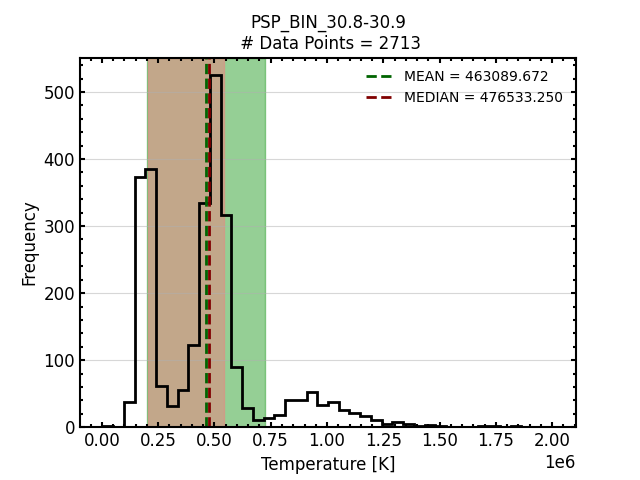 PSP_BIN_30.8-30.9
# Data Points = 2713
MEAN = 463089.672
MEDIAN = 476533.250
500
400
300
200
100
0
Frequency
0.00 0.25 0.50 0.75 1.00 1.25 1.50 1.75 2.00
1e6
Temperature [K]